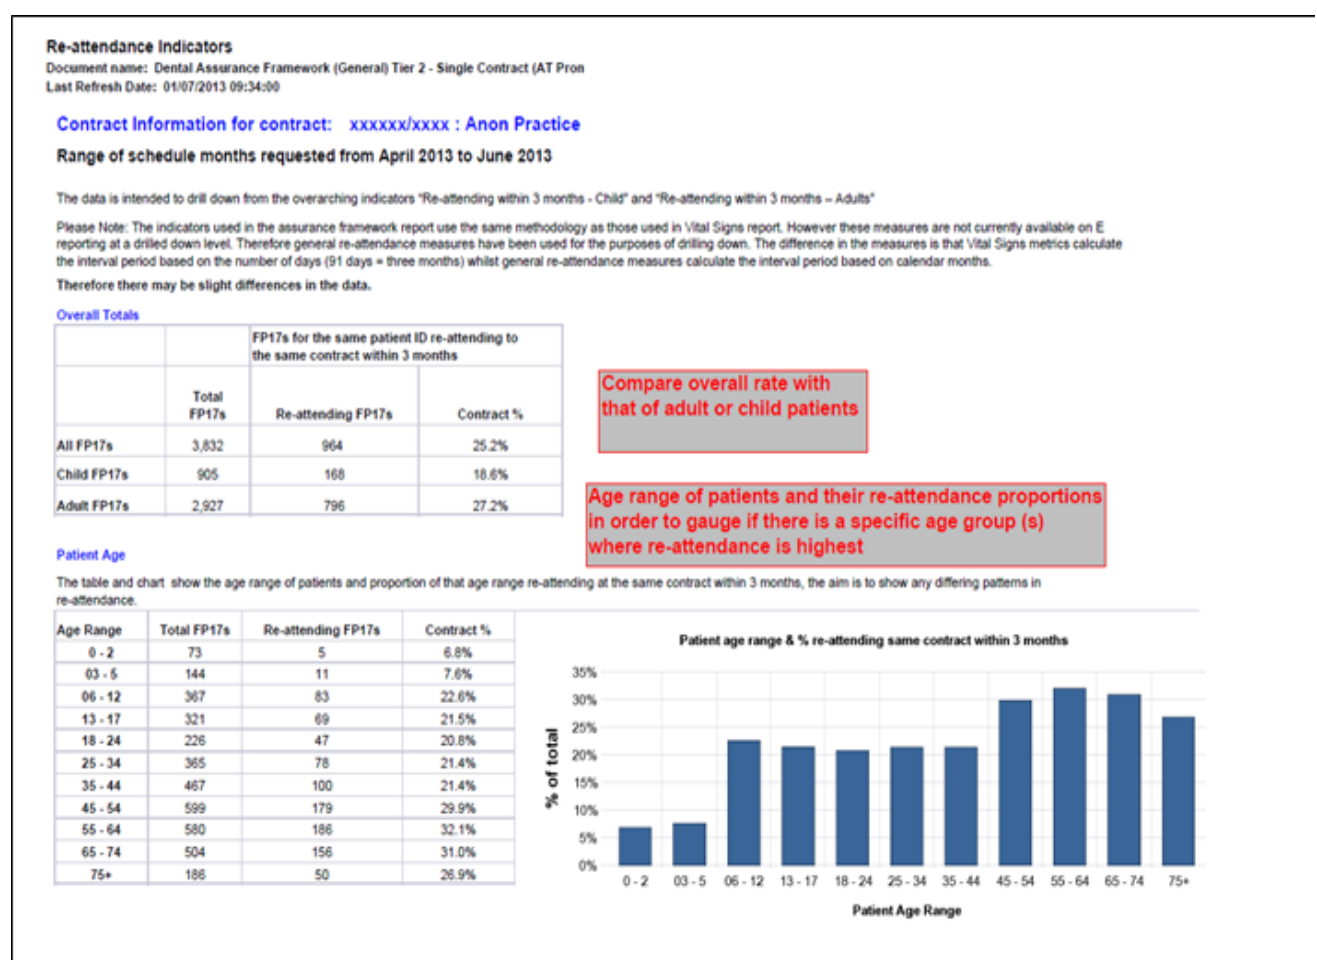 Re-attendance Indicators
Document name: Dental Assurance Framework (General) Tier 2 - Single Contract (AT Pron
Last Refresh Date: 01/07/2013 09:34:00
Contract Information for contract: xxxxxx/xxxx : Anon Practice
Range of schedule months requested from April 2013 to June 2013
The data is intended to drill down from the overarching indicators "Re-attending within 3 months - Child" and "Re-attending within 3 months – Adults"
Please Note: The indicators used in the assurance framework report use the same methodology as those used in Vital Signs report. However these measures are not currently available on E
reporting at a drilled down level. Therefore general re-attendance measures have been used for the purposes of drilling down. The difference in the measures is that Vital Signs metrics calculate
the interval period based on the number of days (91 days = three months) whilst general re-attendance measures calculate the interval period based on calendar months.
Therefore there may be slight differences in the data.
Overall Totals
FP17s for the same patient ID re-attending to
the same contract within 3 months
Total
FP17s Re-attending FP17s Contract %
All FP17s 3,832 964 25.2%
Child FP17s 905 168 18.6%
Adult FP17s 2,927 796 27.2%
Compare overall rate with
that of adult or child patients
Age range of patients and their re-attendance proportions
in order to gauge if there is a specific age group (s)
where re-attendance is highest
Patient Age
The table and chart show the age range of patients and proportion of that age range re-attending at the same contract within 3 months, the aim is to show any differing patterns in
re-attendance.
Age Range Total FP17s Re-attending FP17s Contract %
0 - 2 73 5 6.8%
03 - 5 144 11 7.6%
06 - 12 367 83 22.6%
13 - 17 321 69 21.5%
18 - 24 226 47 20.8%
25 - 34 365 78 21.4%
35 - 44 467 100 21.4%
45 - 54 599 179 29.9%
55 - 64 580 186 32.1%
65 - 74 504 156 31.0%
75+ 186 50 26.9%
Patient age range & % re-attending same contract within 3 months
% of total
35%
30%
25%
20%
15%
10%
5%
0%
0 - 2 03 - 5 06 - 12 13 - 17 18 - 24 25 - 34 35 - 44 45 - 54 55 - 64 65 - 74 75+
Patient Age Range